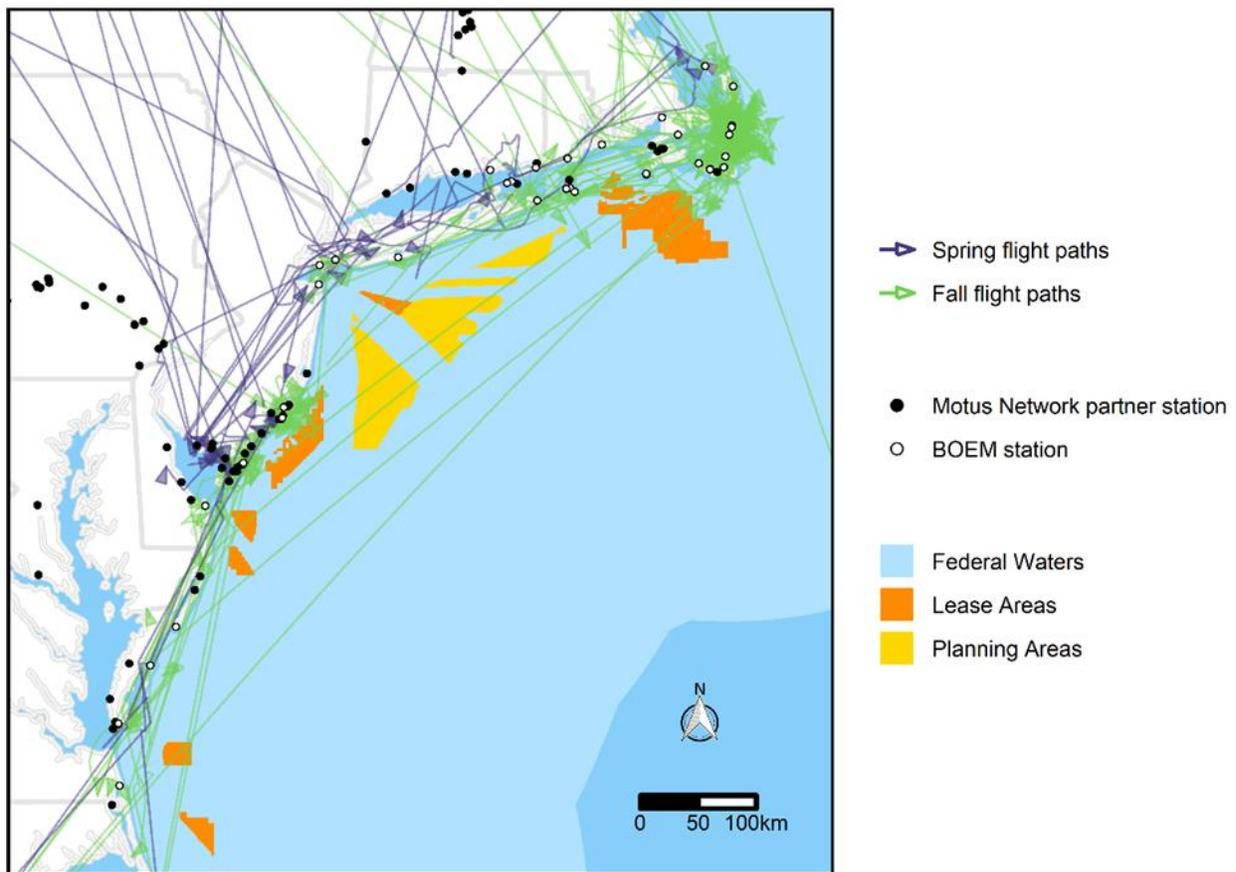 Spring flight paths
Fall flight paths
Motus Network partner station
BOEM station
Federal Waters
Lease Areas
Planning Areas
N
0 50 100km